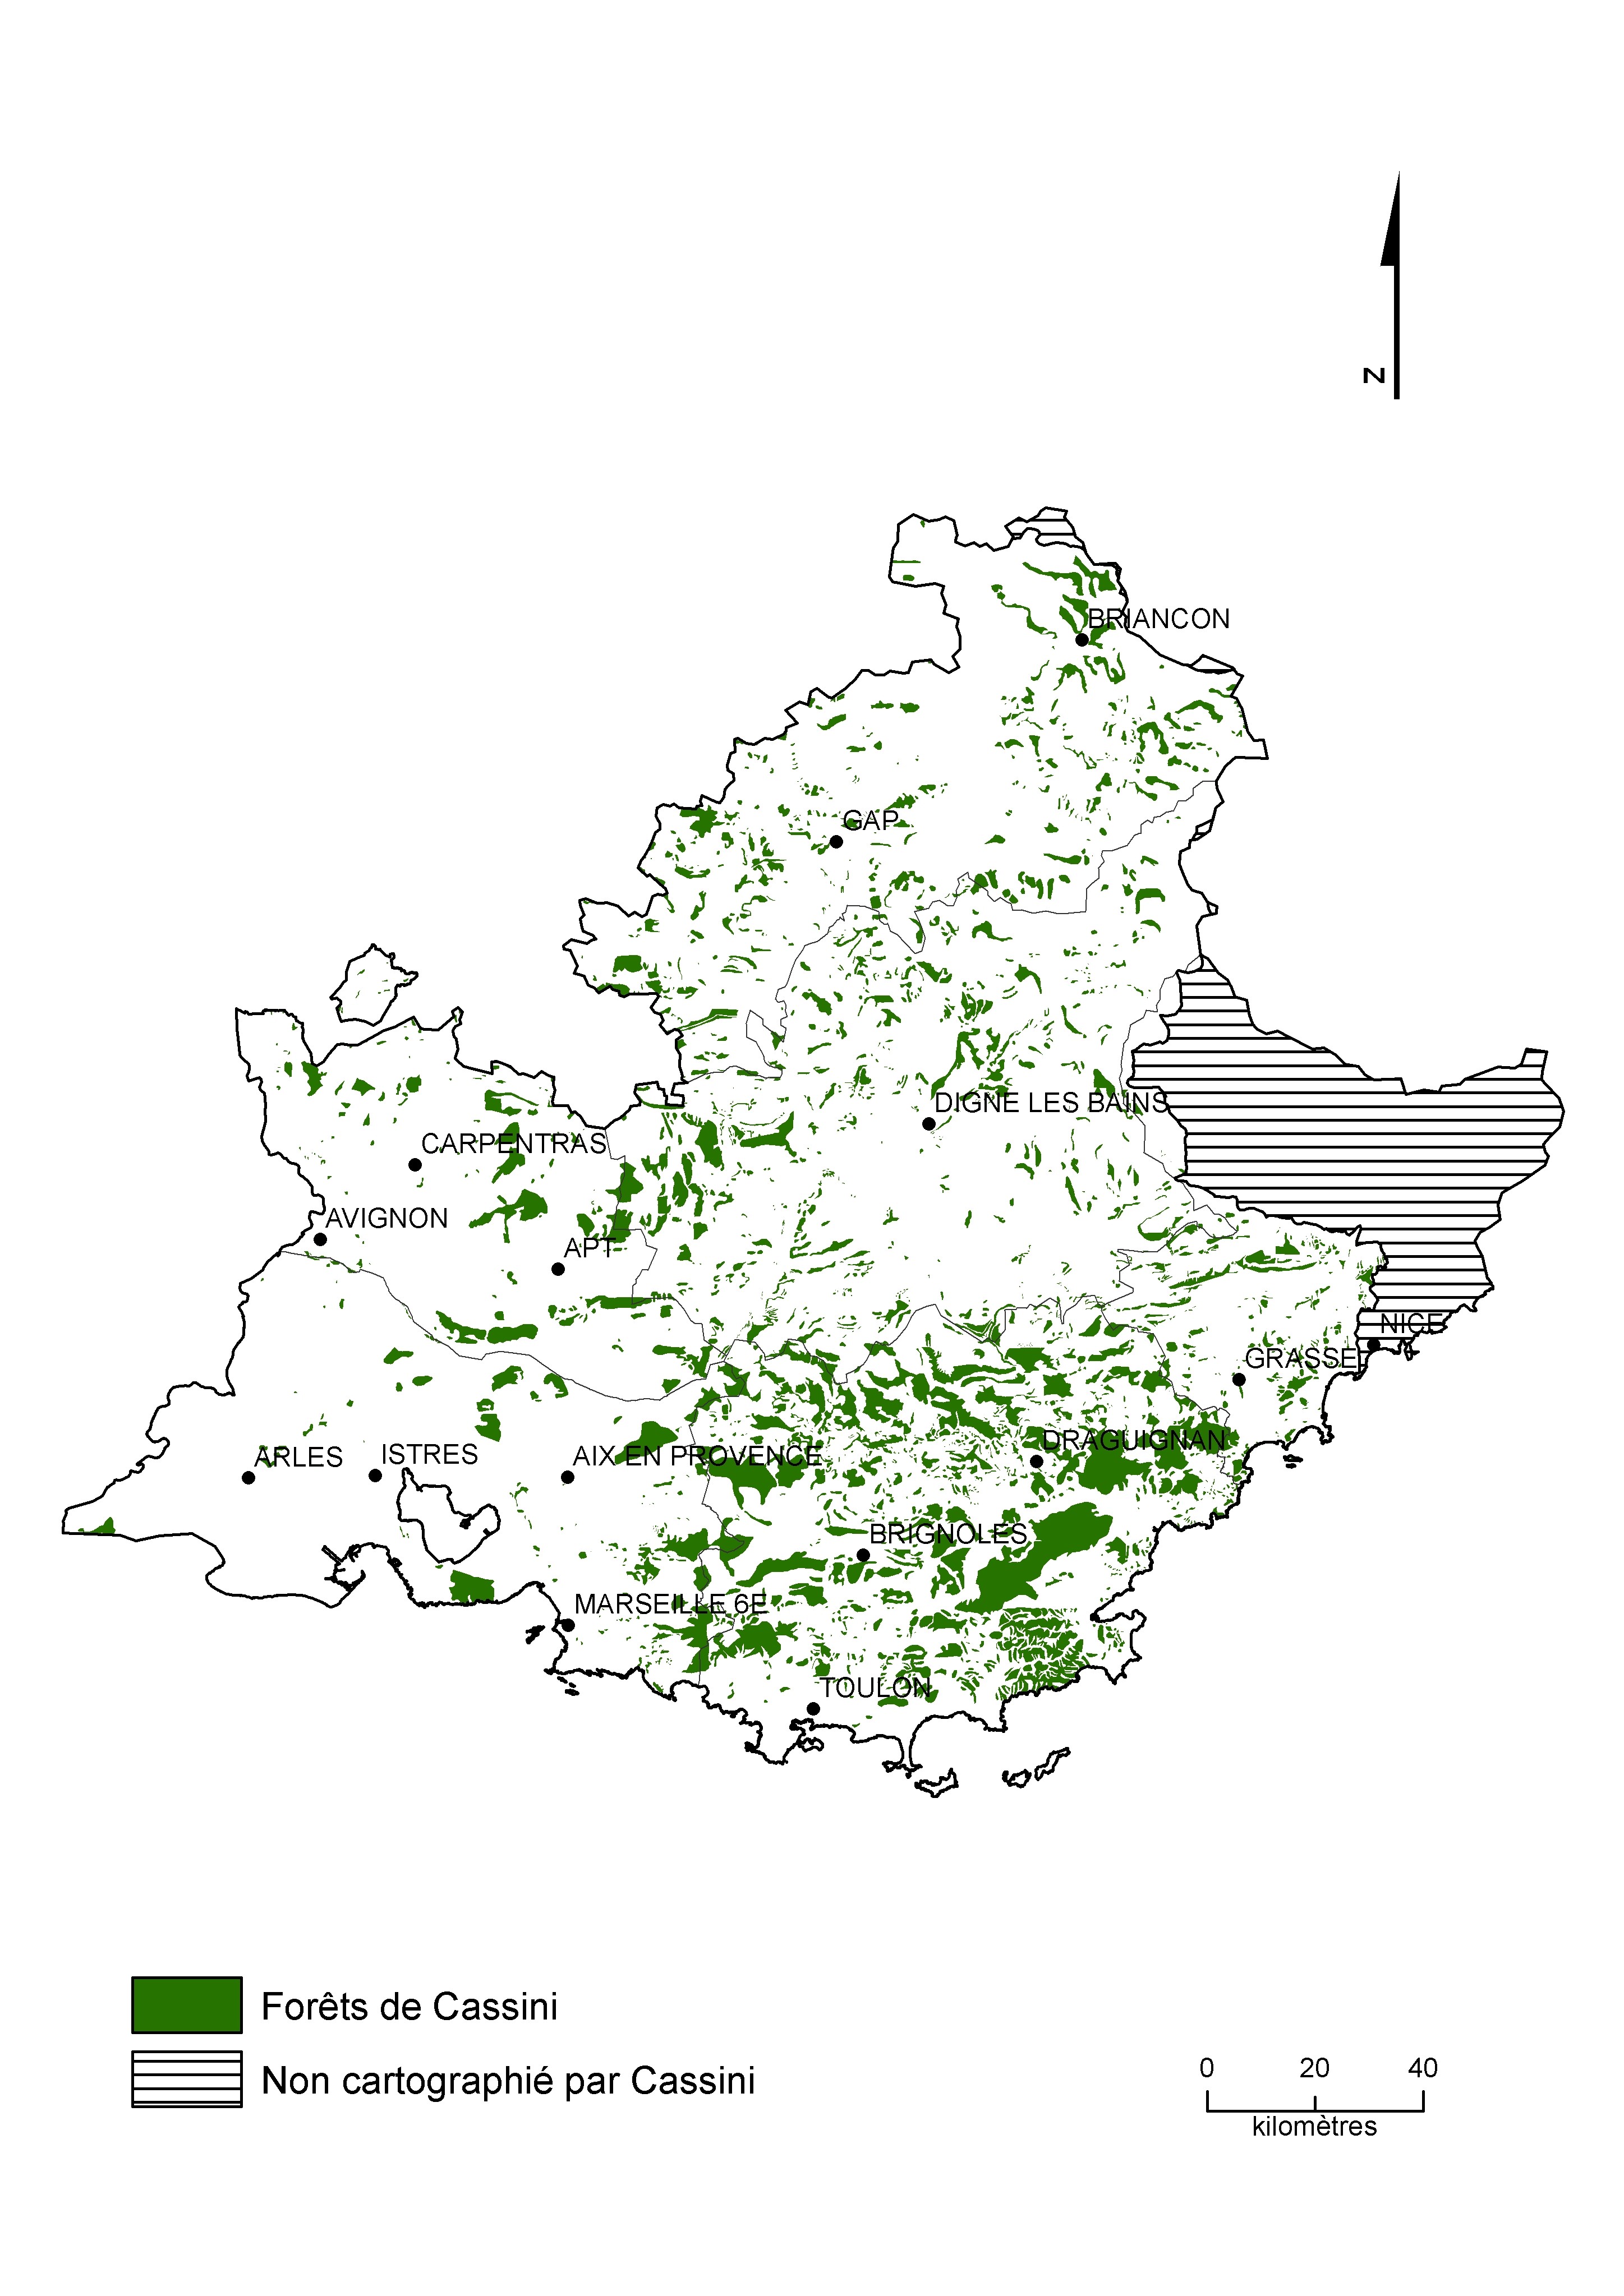 N
BRIANCON
GAP
DIGNE LES BAINS
CARPENTRAS
AVIGNON
APT
NICE
GRASSE
DRAGUIGNAN
ARLES
ISTRES
AIX EN PROVENCE
BRIGNOLES
MARSEILLE 6E
TOULON
Forêts de Cassini
Non cartographié par Cassini
0 20 40
kilomètres